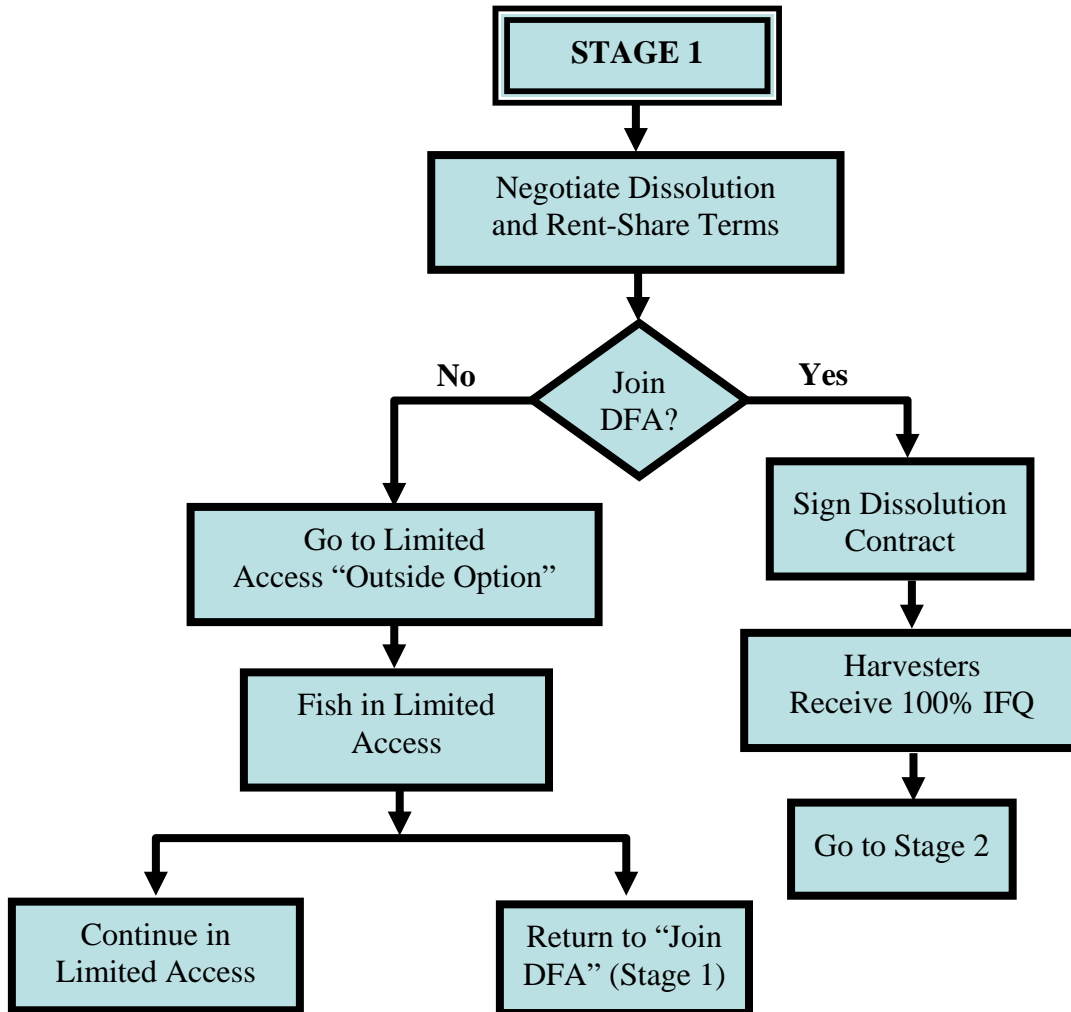 STAGE 1
Negotiate Dissolution
and Rent-Share Terms
No
Yes
Join
DFA?
Go to Limited
Access “Outside Option”
Sign Dissolution
Contract
Fish in Limited
Access
Harvesters
Receive 100% IFQ
Go to Stage 2
Continue in
Limited Access
Return to “Join
DFA” (Stage 1)